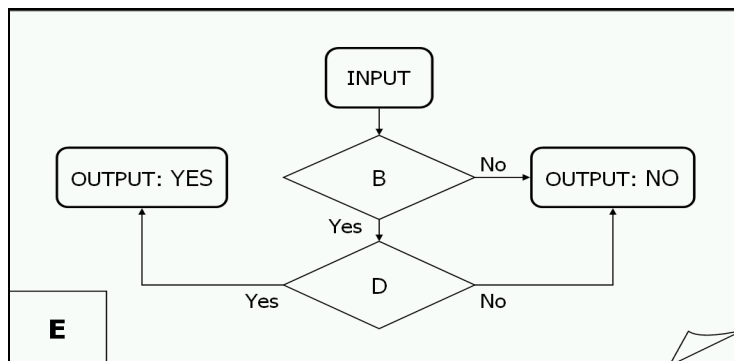 INPUT
B
No
OUTPUT: YES
OUTPUT: NO
Yes
D
Yes
No
E